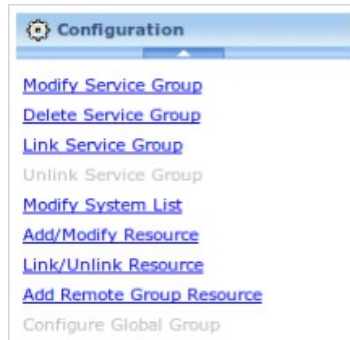 Configuration
Modify Service Group
Delete Service Group
Link Service Group
Unlink Service Group
Modify System List
Add/Modify Resource
Link/Unlink Resource
Add Remote Group Resource
Configure Global Group